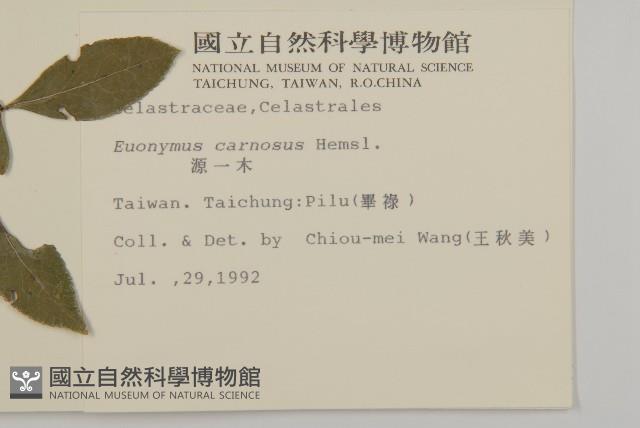 國立自然科學博物館
NATIONAL MUSEUM OF NATURAL SCIENCE
TAICHUNG, TAIWAN, R.O.CHINA
Celastraceae,Celastrales
Euonymus carnosus Hemsl.
源一木
Taiwan. Taichung:Pilu(畢祿)
Coll. & Det. by Chiou-mei Wang(王秋美)
Jul. ,29,1992
國立自然科學博物館
NATIONAL MUSEUM OF NATURAL SCIENCE